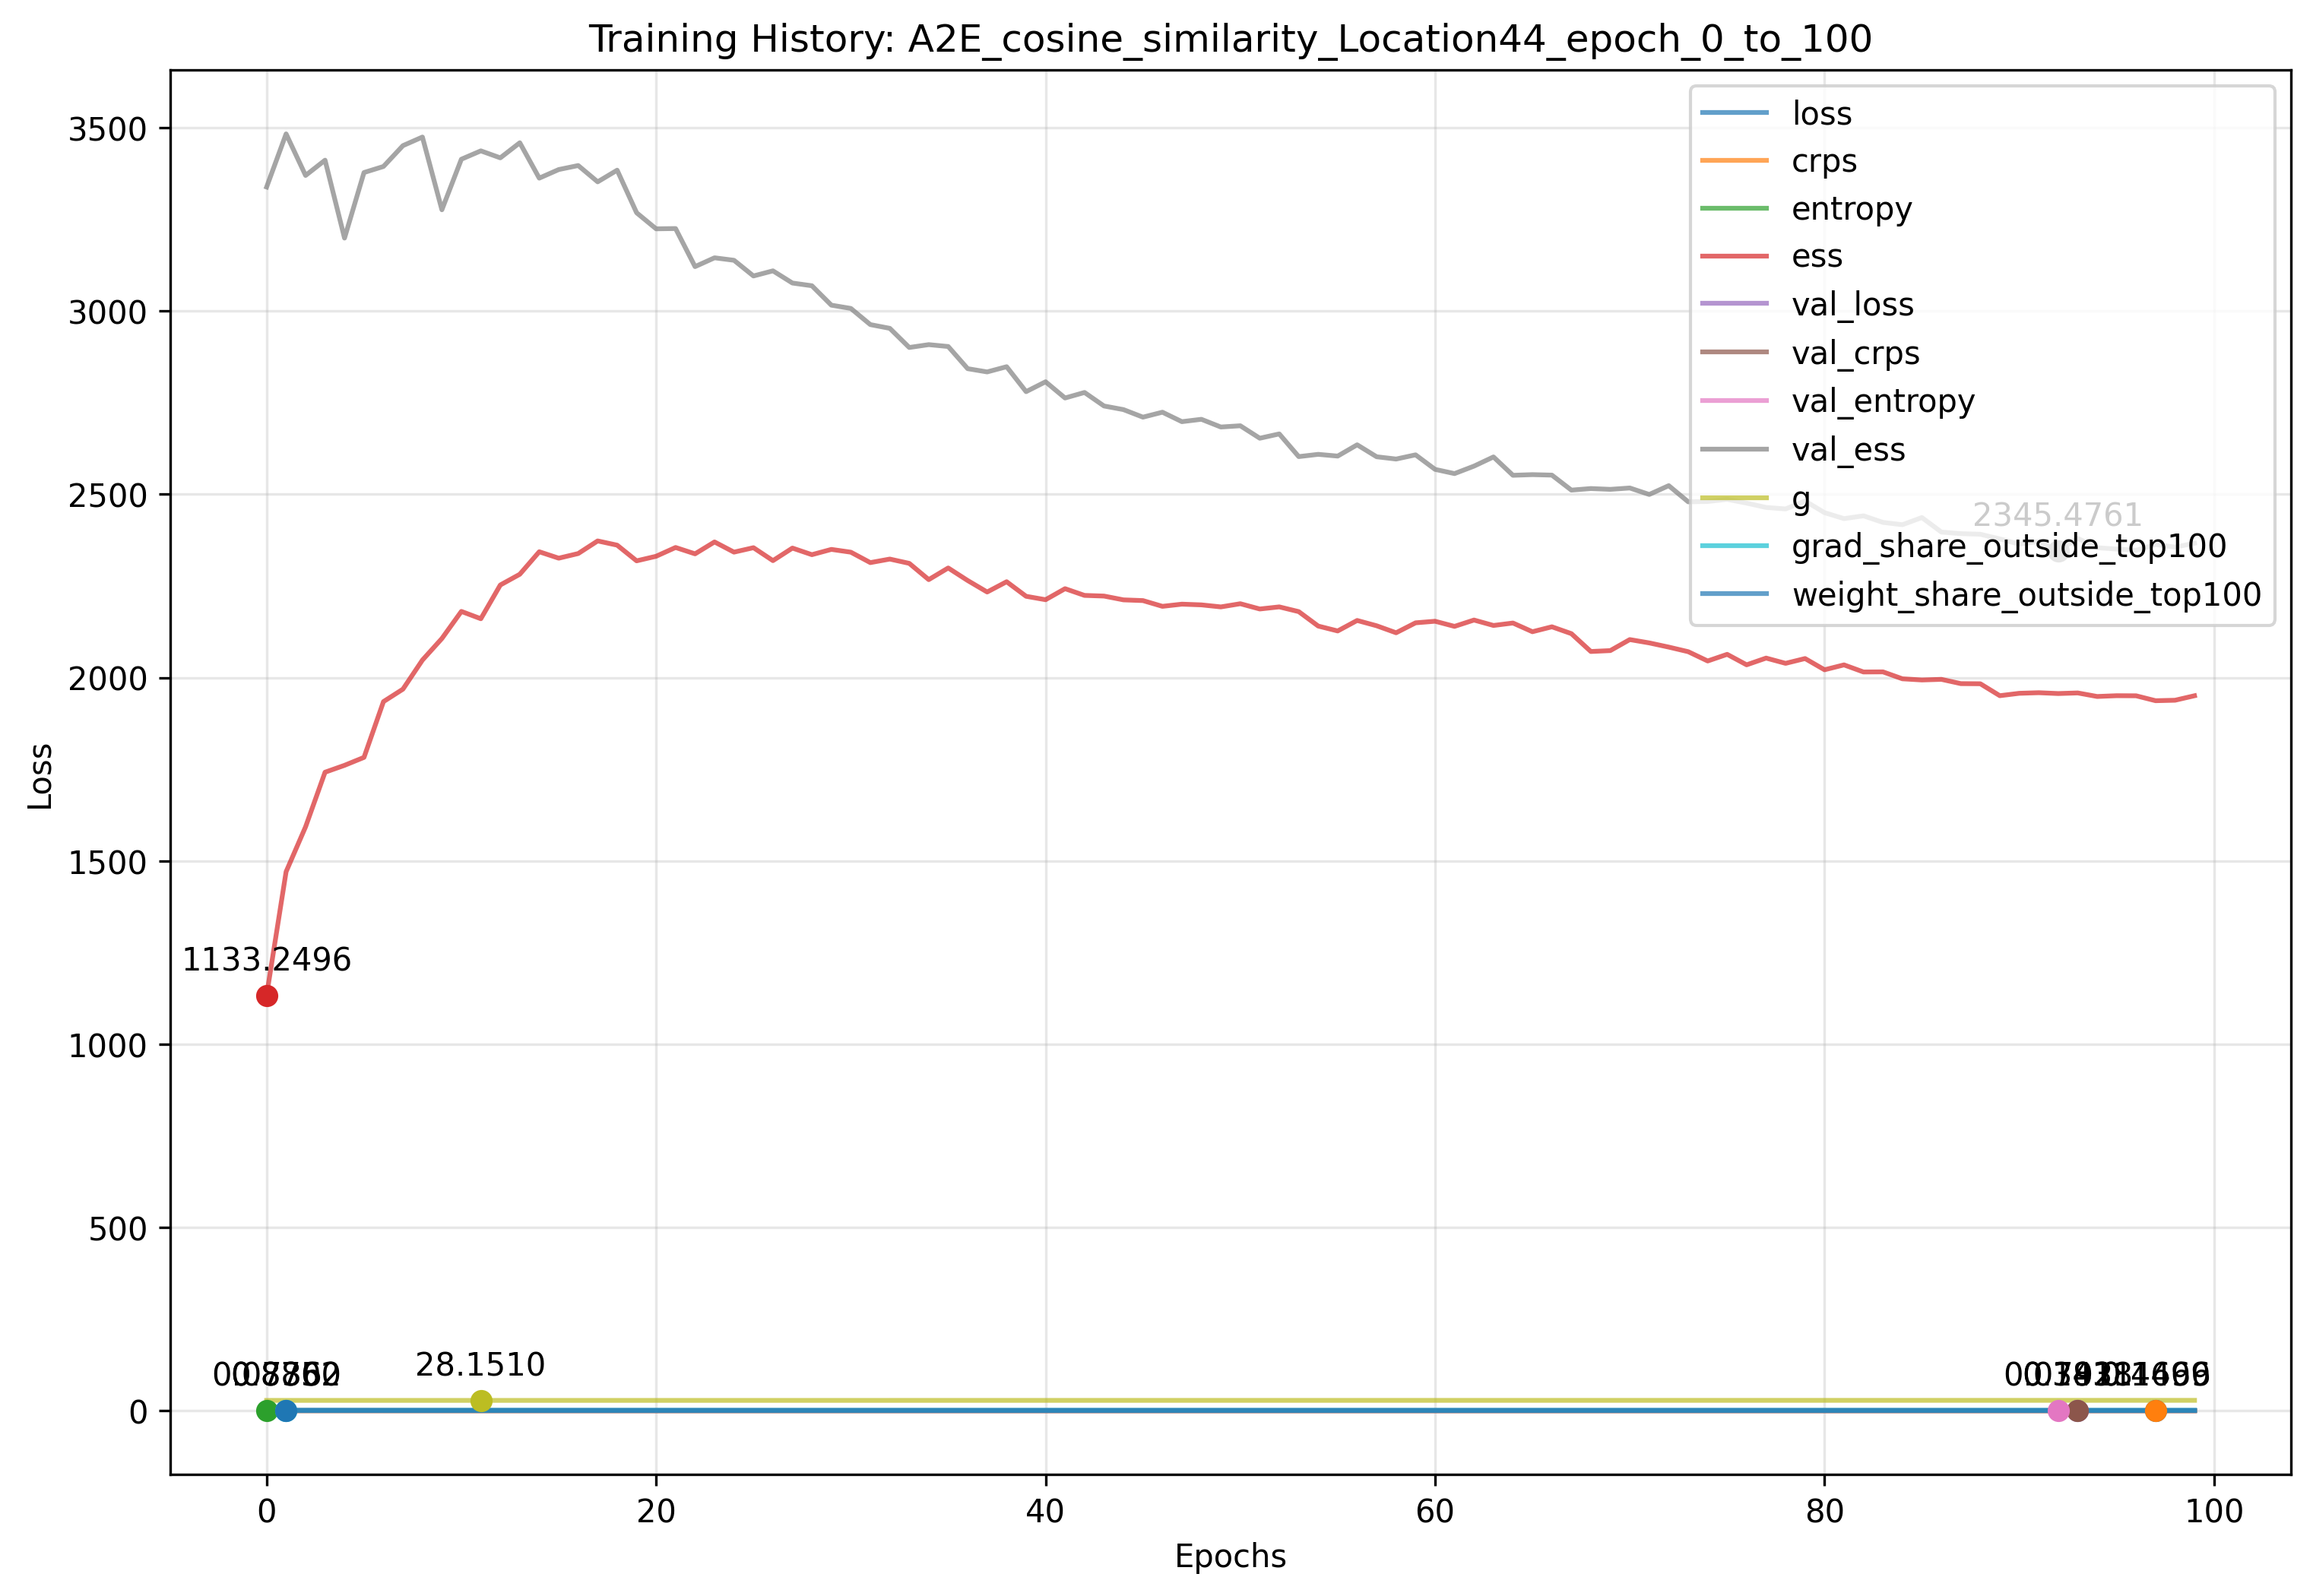 Training History: A2E_cosine_similarity_Location44_epoch_0_to_100
3500
3000
2500
2000
1500
1000
500
0
Loss
loss
crps
entropy
ess
val_loss
val_crps
val_entropy
val_ess
g
grad_share_outside_top100
weight_share_outside_top100
2345.4761
1133.2496
28.1510
0
20
40
60
80
100
Epochs